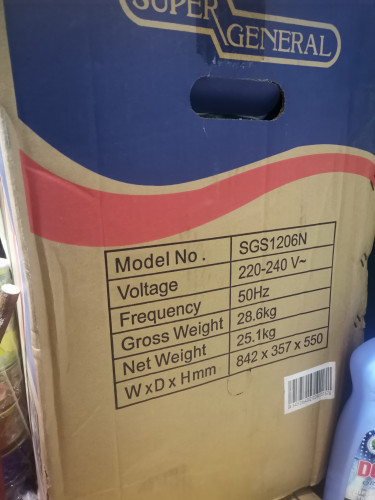 SUPER
GENERAL
Model No . SGS1206N
Voltage 220-240 V~
Frequency 50Hz
Gross Weight 28.6kg
Net Weight 25.1kg
W x D x H mm 842 x 357 x 550